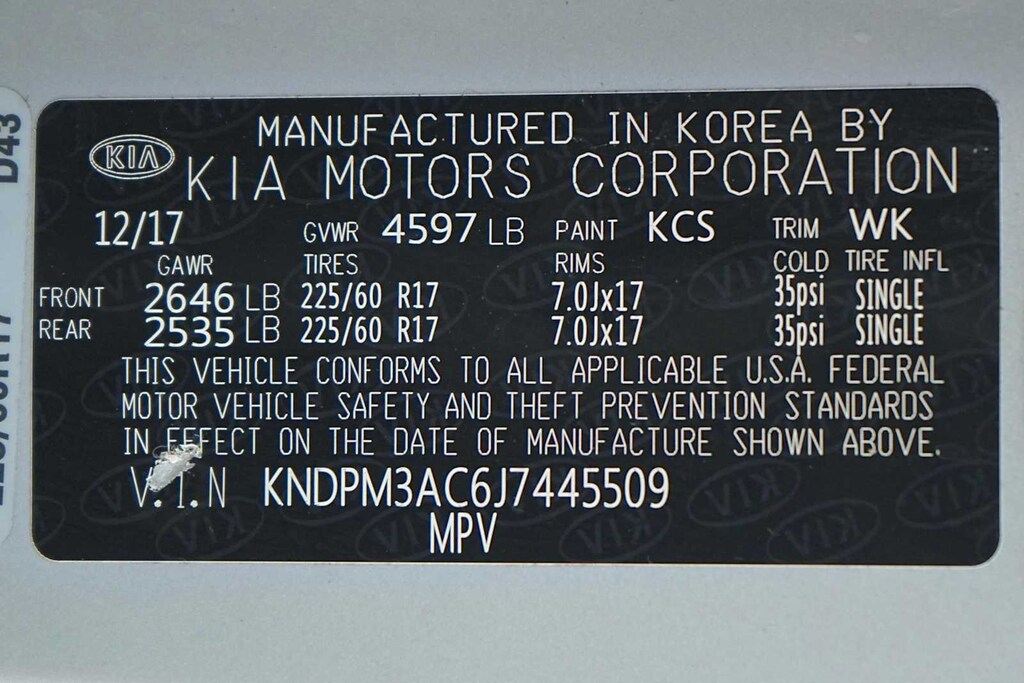 D43
MANUFACTURED IN KOREA BY
KIA
KIA MOTORS CORPORATION
12/17 GVWR 4597 LB PAINT KCS TRIM WK
GAWR TIRES RIMS COLD TIRE INFL
FRONT 2646 LB 225/60 R17 7.0Jx17 35psi SINGLE
REAR 2535 LB 225/60 R17 7.0Jx17 35psi SINGLE
THIS VEHICLE CONFORMS TO ALL APPLICABLE U.S.A. FEDERAL
MOTOR VEHICLE SAFETY AND THEFT PREVENTION STANDARDS
IN EFFECT ON THE DATE OF MANUFACTURE SHOWN ABOVE.
V.I.N KNDPM3AC6J7445509
MPV